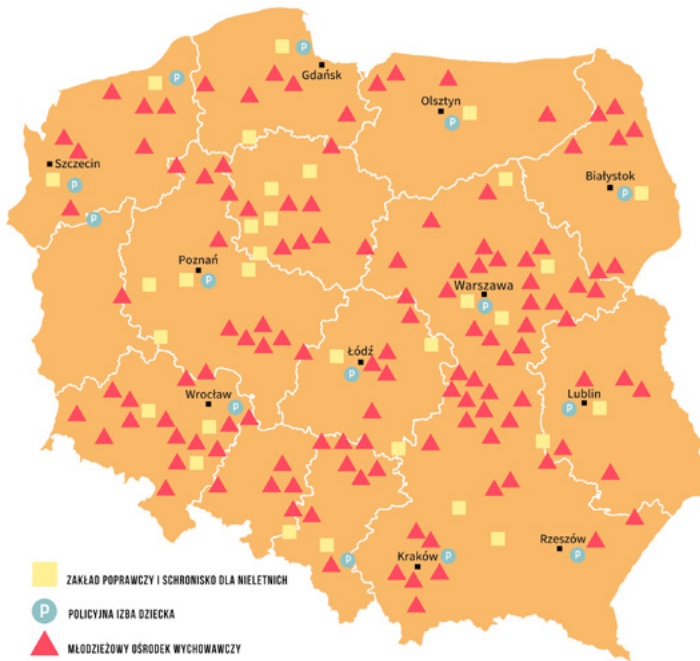 P
P
Gdańsk
Olsztyn
P
Szczecin
P
Białystok
P
P
Poznań
P
Warszawa
P
Łódź
P
Wrocław
P
Lublin
P
Kraków
P
P
Rzeszów
P
ZAKŁAD POPRAWCZY I SCHRONISKO DLA NIELETNICH
P POLICYJNA IZBA DZIECKA
MŁODZIEŻOWY OŚRODEK WYCHOWAWCZY